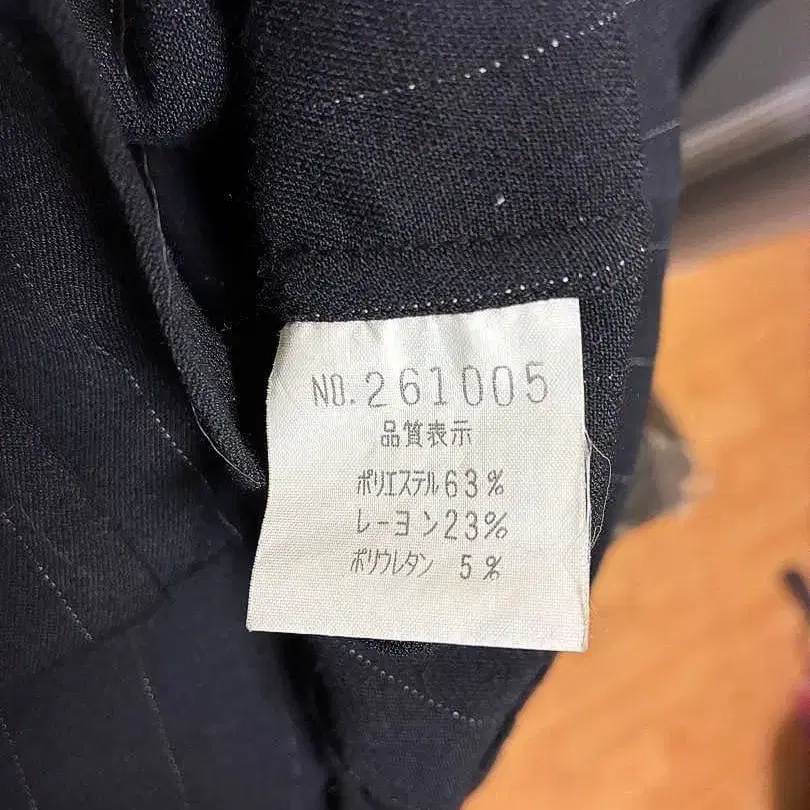 NO.261005
品質表示
ポリエステル63%
レーヨン23%
ポリウレタン 5%